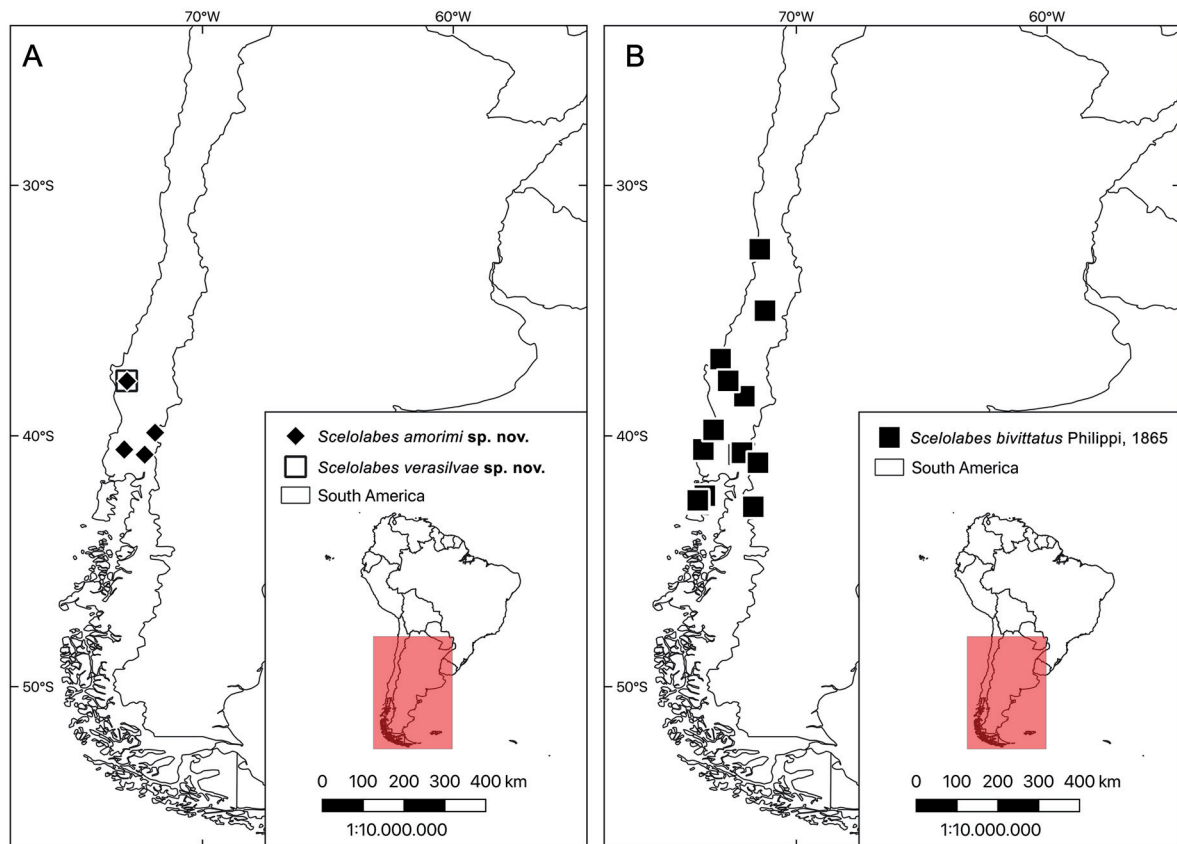 70°W 60°W
A
30°S
40°S
50°S
Scelolabes amorimi sp. nov.
Scelolabes verasilvae sp. nov.
South America
0 100 200 300 400 km
1:10.000.000
70°W 60°W
B
30°S
40°S
50°S
Scelolabes bivittatus Philippi, 1865
South America
0 100 200 300 400 km
1:10.000.000